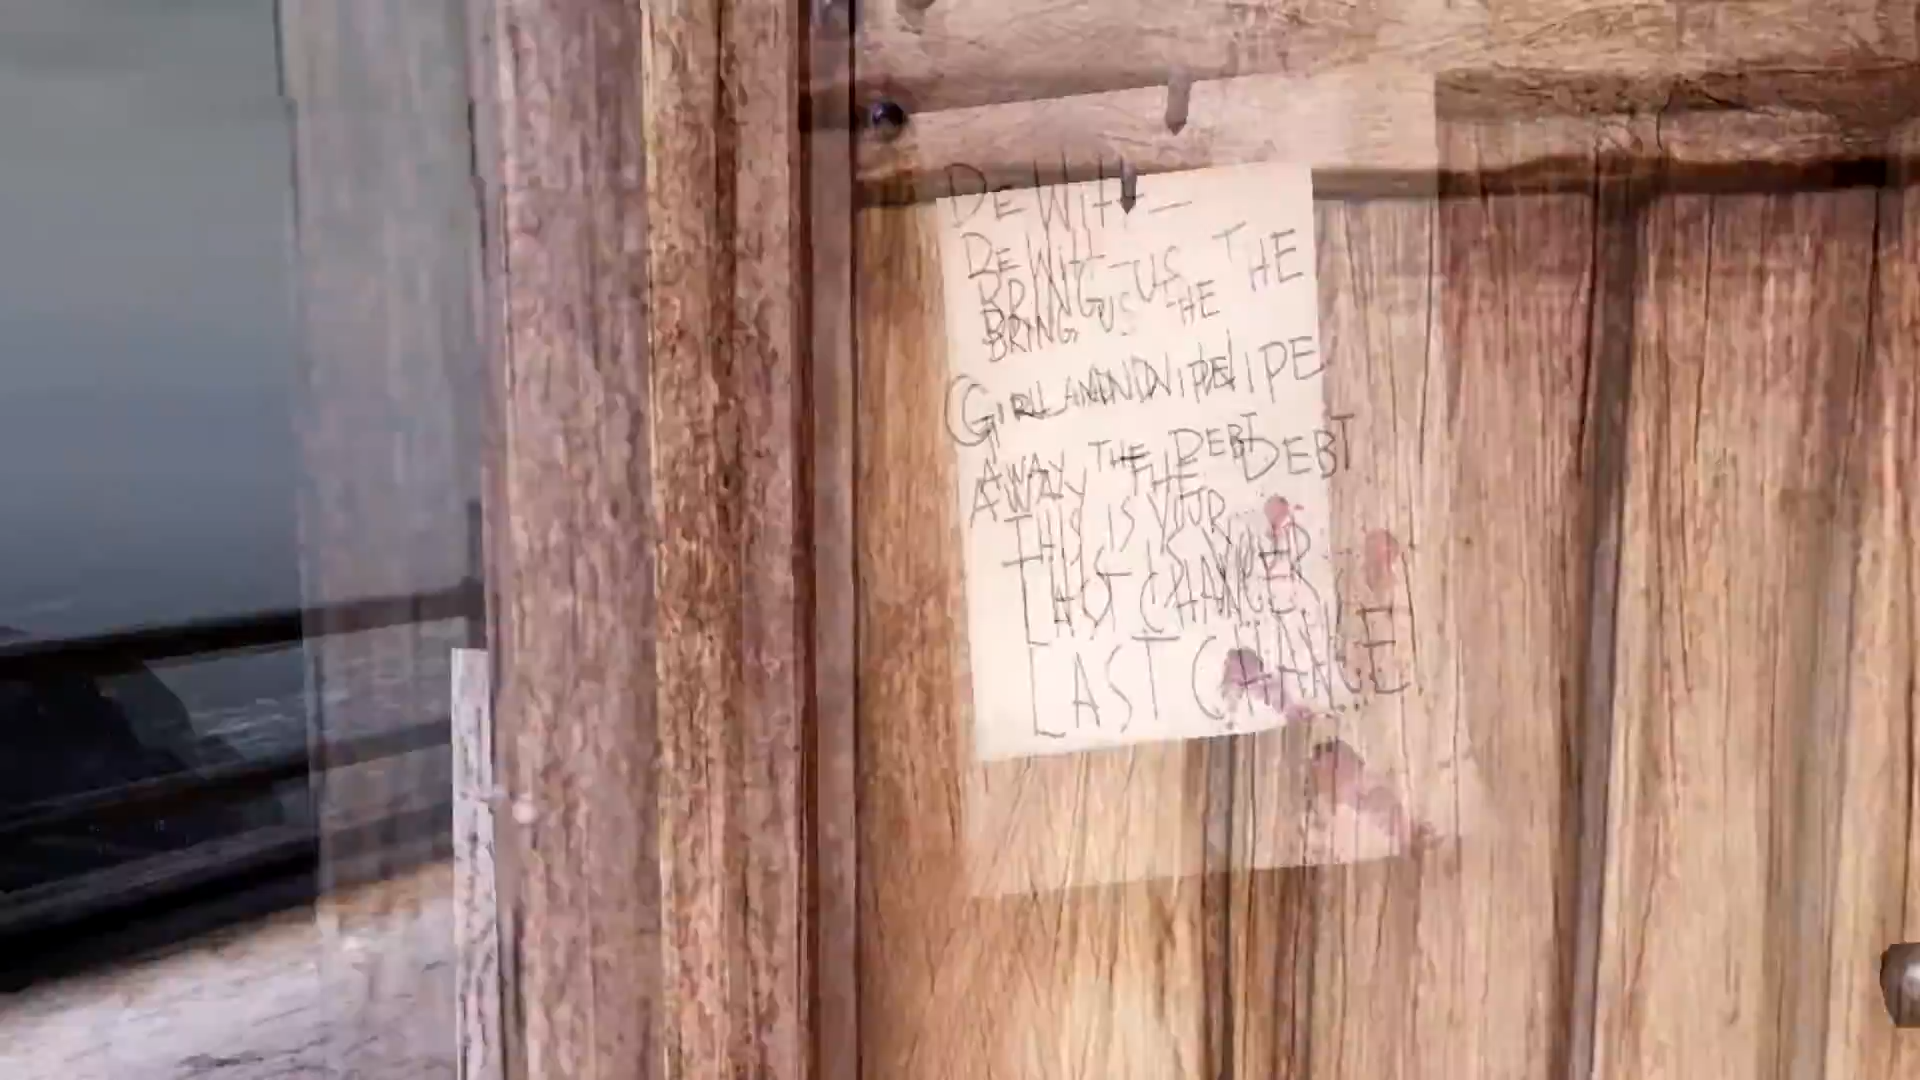 DEWITT—
BRING US THE
GIRL AND WIPE
AWAY THE DEBT
THIS IS YOUR
LAST CHANCE